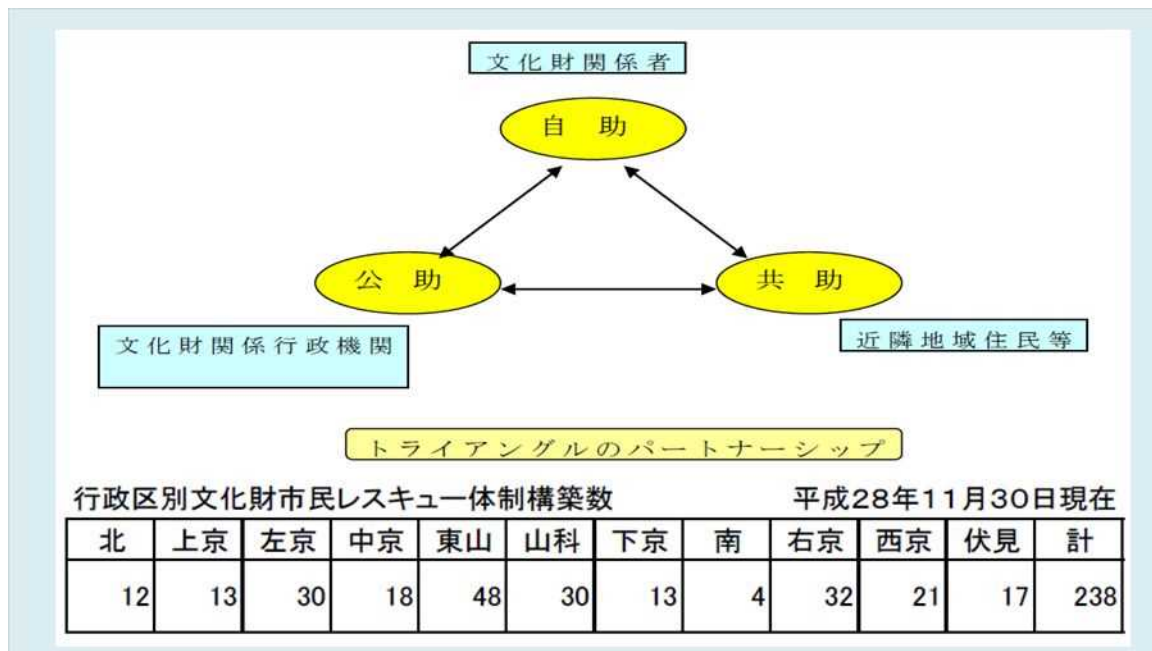 文化財関係者
自 助
公 助
共 助
文化財関係行政機関
近隣地域住民等
トライアングルのパートナーシップ
行政区別文化財市民レスキュー体制構築数 平成28年11月30日現在
北 上京 左京 中京 東山 山科 下京 南 右京 西京 伏見 計
12 13 30 18 48 30 13 4 32 21 17 238